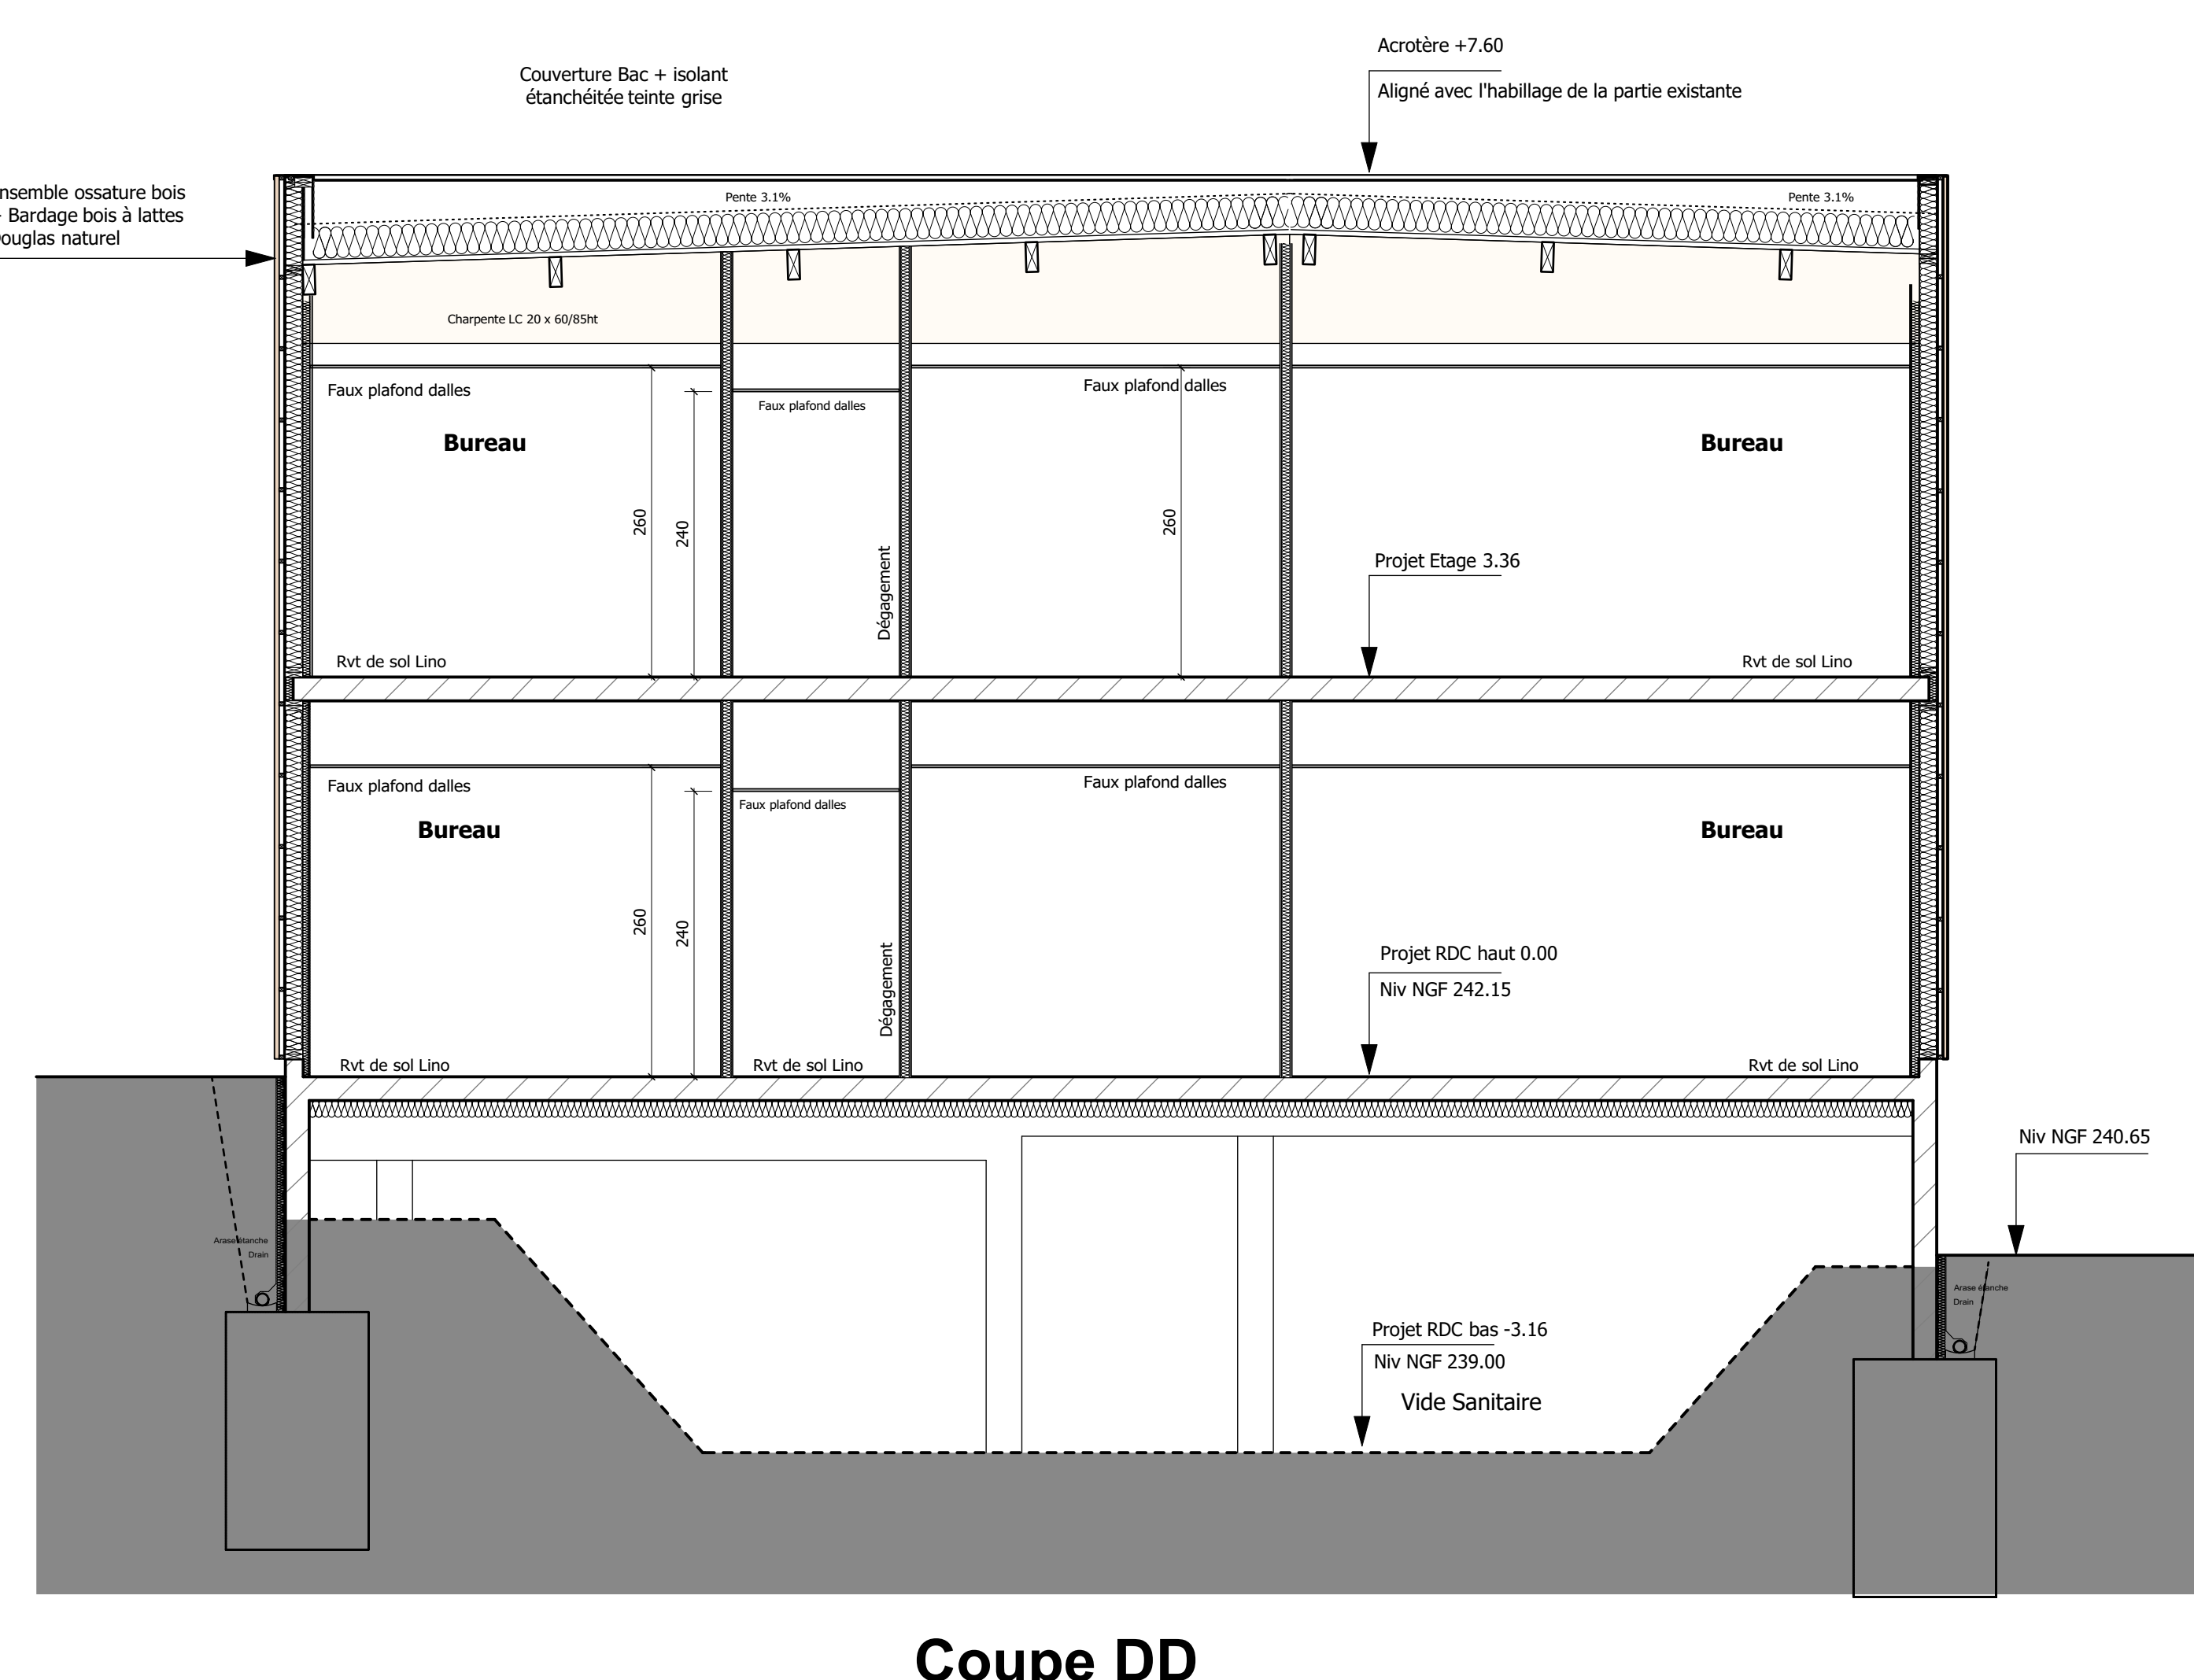 Acrotère +7.60
Couverture Bac + isolant
étanchéitée teinte grise
Aligné avec l'habillage de la partie existante
nsemble ossature bois
Bardage bois à lattes
ouglas naturel
Pente 3.1%
Pente 3.1%
Charpente LC 20 x 60/85ht
Faux plafond dalles
Faux plafond dalles
Faux plafond dalles
Bureau
Bureau
260
240
260
Dégagement
Projet Etage 3.36
Rvt de sol Lino
Rvt de sol Lino
Faux plafond dalles
Faux plafond dalles
Faux plafond dalles
Bureau
Bureau
260
240
Dégagement
Projet RDC haut 0.00
Niv NGF 242.15
Rvt de sol Lino
Rvt de sol Lino
Rvt de sol Lino
Niv NGF 240.65
Arase étanche
Drain
Arase étanche
Drain
Projet RDC bas -3.16
Niv NGF 239.00
Vide Sanitaire
Coupe DD